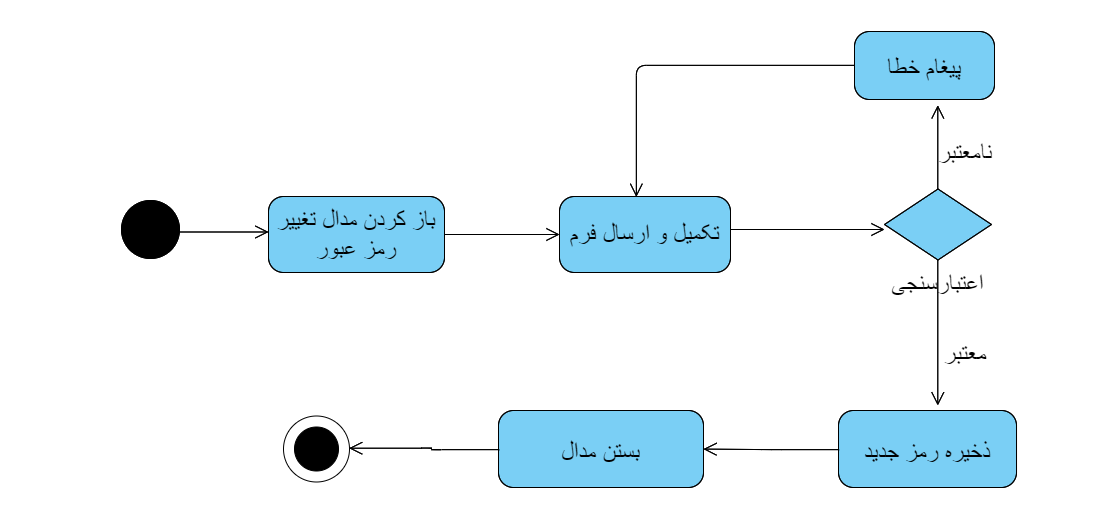 پیغام خطا
نامعتبر
باز کردن مدال تغییر
رمز عبور
تکمیل و ارسال فرم
اعتبارسنجی
معتبر
ذخیره رمز جدید
بستن مدال